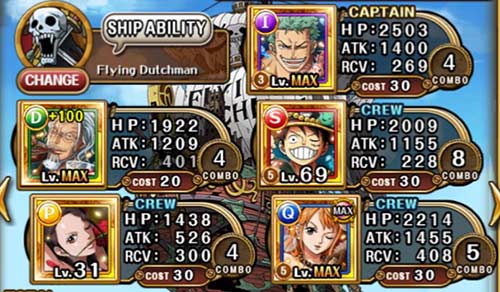 SHIP ABILITY
Flying Dutchman
CHANGE
CAPTAIN
I
HP:2503
ATK:1400
RCV: 269
4
COMBO
3
Lv.MAX
COST 30
D+100
HP:1922
ATK:1209
RCV: 401
4
COMBO
Lv.MAX
COST 20
CREW
S
HP:2009
ATK:1155
RCV: 228
8
COMBO
5
Lv.69
COST 30
CREW
P
HP:1438
ATK: 526
RCV: 300
4
COMBO
Lv.31
COST 30
CREW
Q
MAX
HP:2214
ATK:1455
RCV: 408
5
COMBO
5
Lv.MAX
COST 30